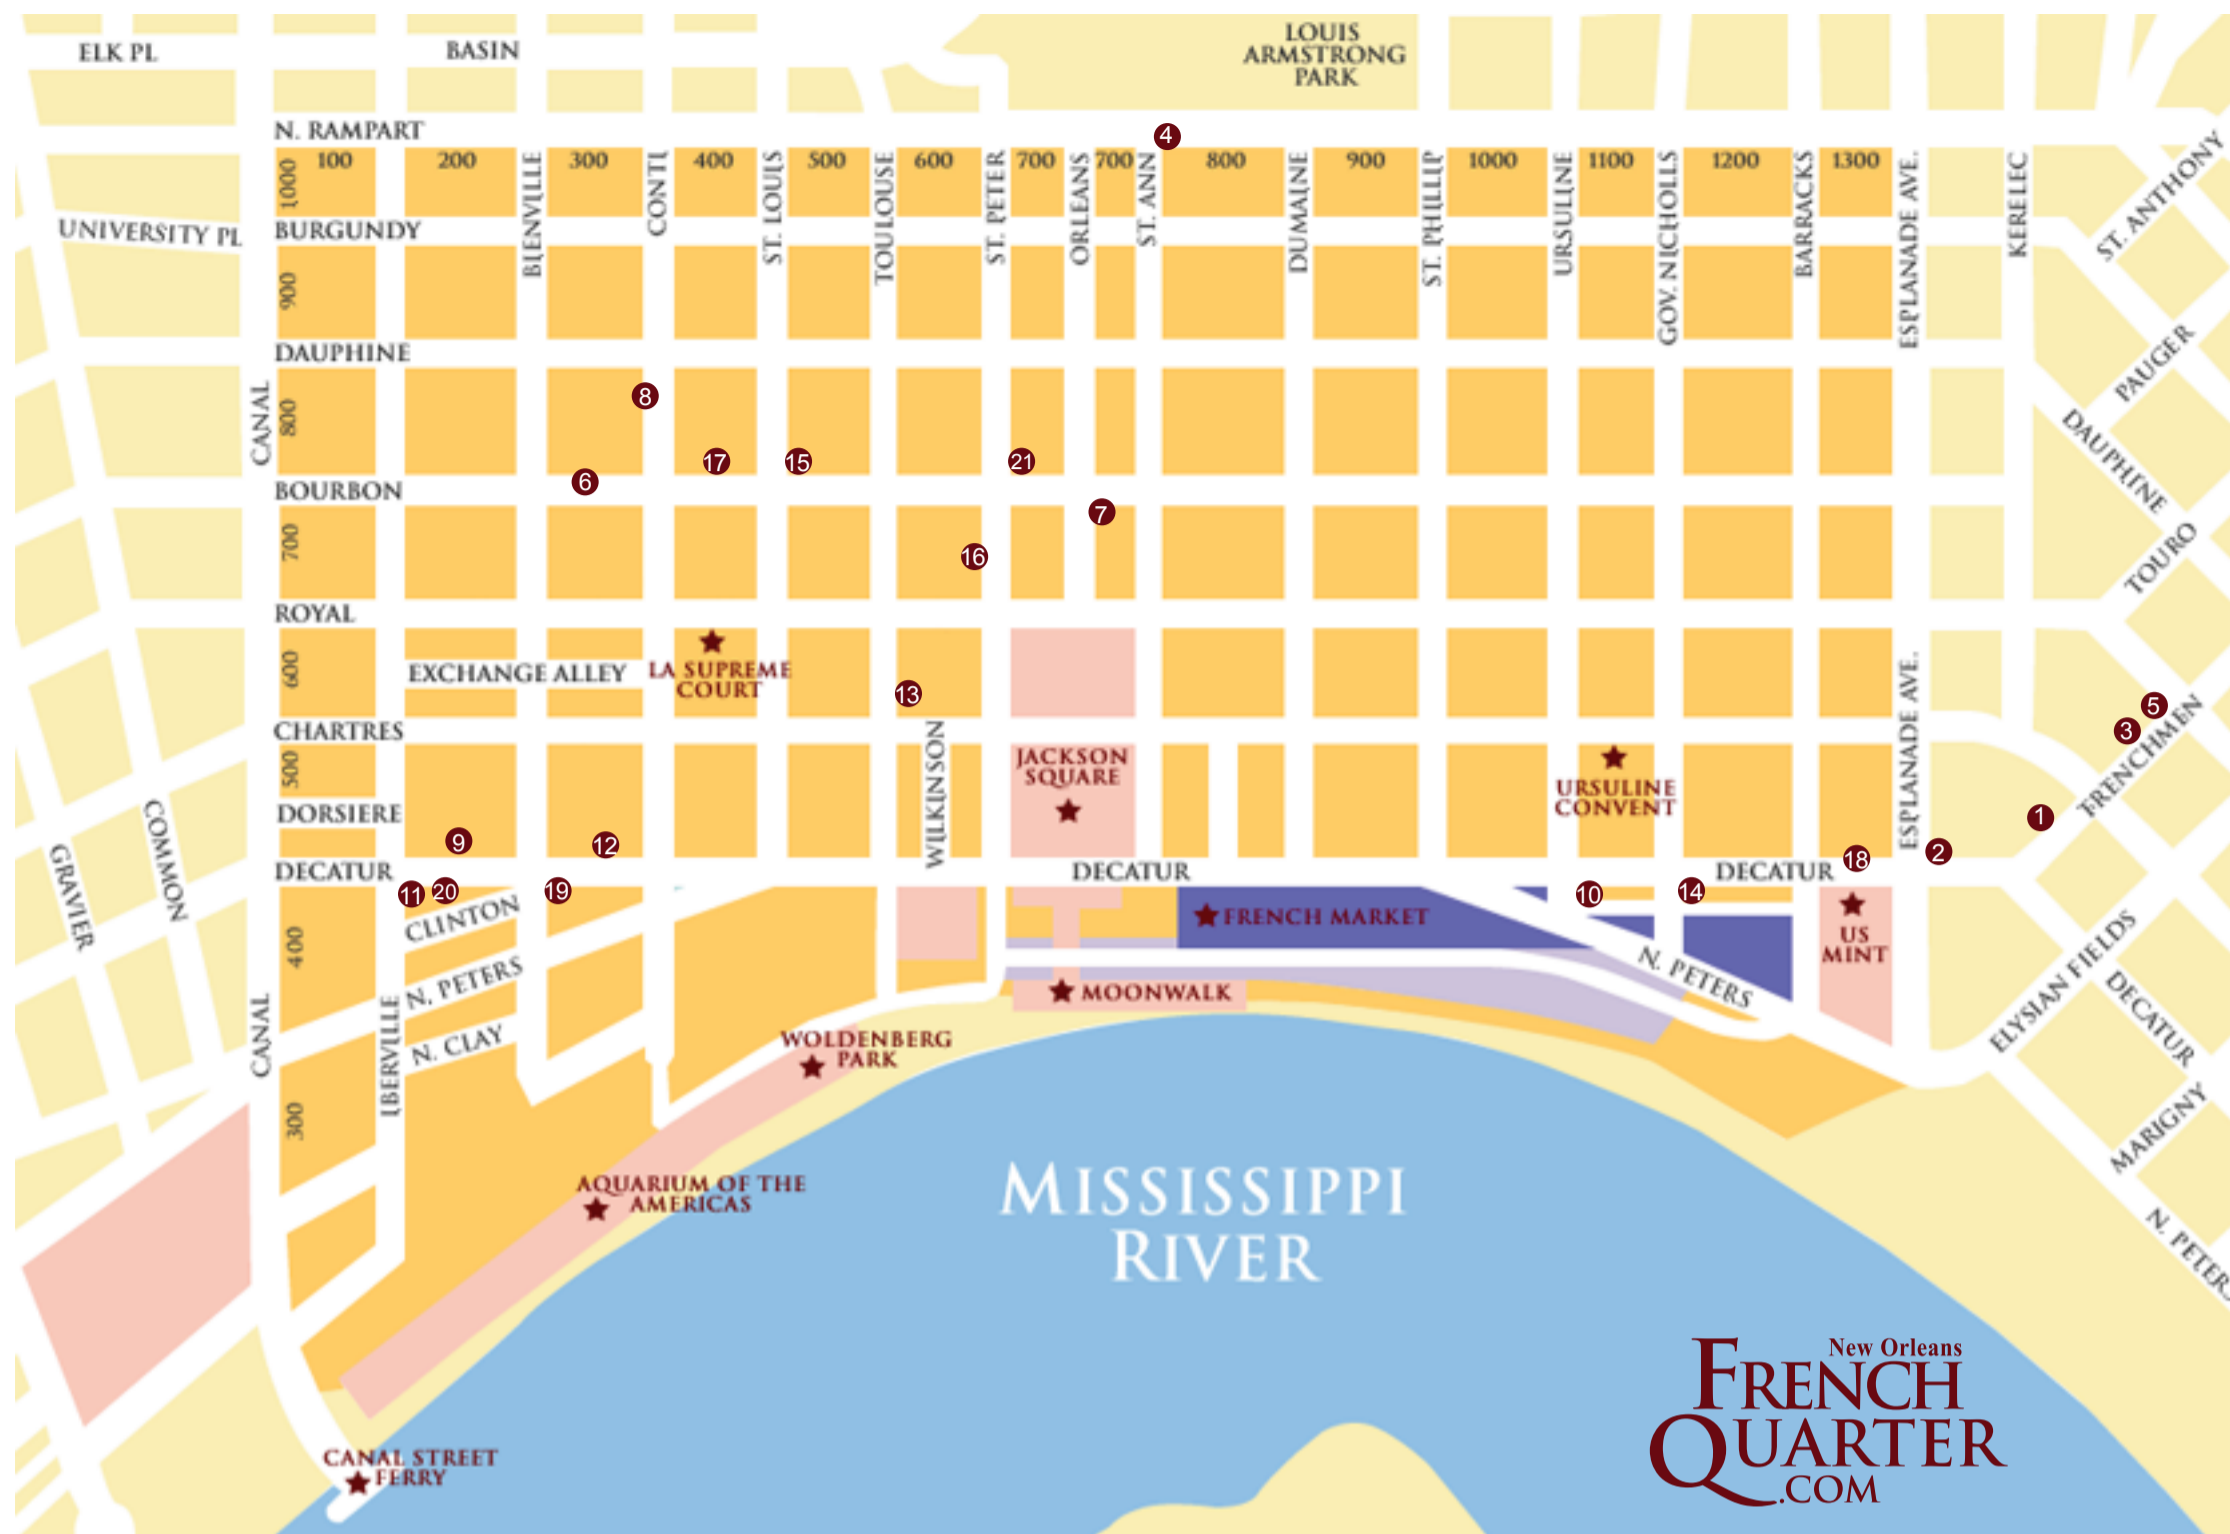 ELK PL
BASIN
LOUIS
ARMSTRONG
PARK
N. RAMPART
4
100
200
300
400
500
600
700
700
800
900
1000
1100
1200
1300
1000
BIENVILLE
CONTI
ST. LOUIS
TOULOUSE
ST. PETER
ORLEANS
ST. ANN
DUMAINE
ST. PHILLIP
URSULINE
GOV. NICHOLLS
BARRACKS
ESPLANADE AVE.
KERELEC
ST. ANTHONY
UNIVERSITY PL
BURGUNDY
900
DAUPHINE
PAUGER
CANAL
800
8
17
15
21
6
DAUPHINE
BOURBON
7
700
16
TOURO
ROYAL
600
EXCHANGE ALLEY
LA SUPREME
COURT
13
ESPLANADE AVE.
5
3
FRENCHMEN
CHARTRES
500
WILKINSON
JACKSON
SQUARE
URSULINE
CONVENT
DORSIERE
COMMON
GRAVIER
9
12
1
18
2
DECATUR
DECATUR
DECATUR
11
20
19
10
14
CLINTON
400
FRENCH MARKET
US
MINT
N. PETERS
N. PETERS
ELYSIAN FIELDS
DECATUR
MOONWALK
CANAL
IBERVILLE
N. CLAY
WOLDENBERG
PARK
300
MARIGNY
AQUARIUM OF THE
AMERICAS
MISSISSIPPI
RIVER
N. PETERS
New Orleans
FRENCH
QUARTER
.COM
CANAL STREET
FERRY